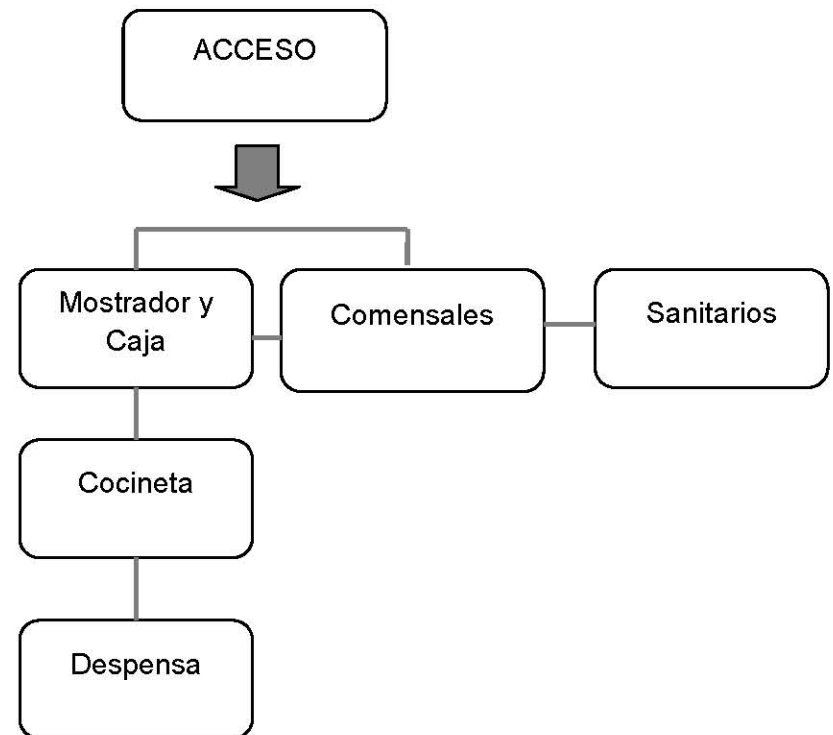 ACCESO
Mostrador y
Caja
Comensales
Sanitarios
Cocineta
Despensa